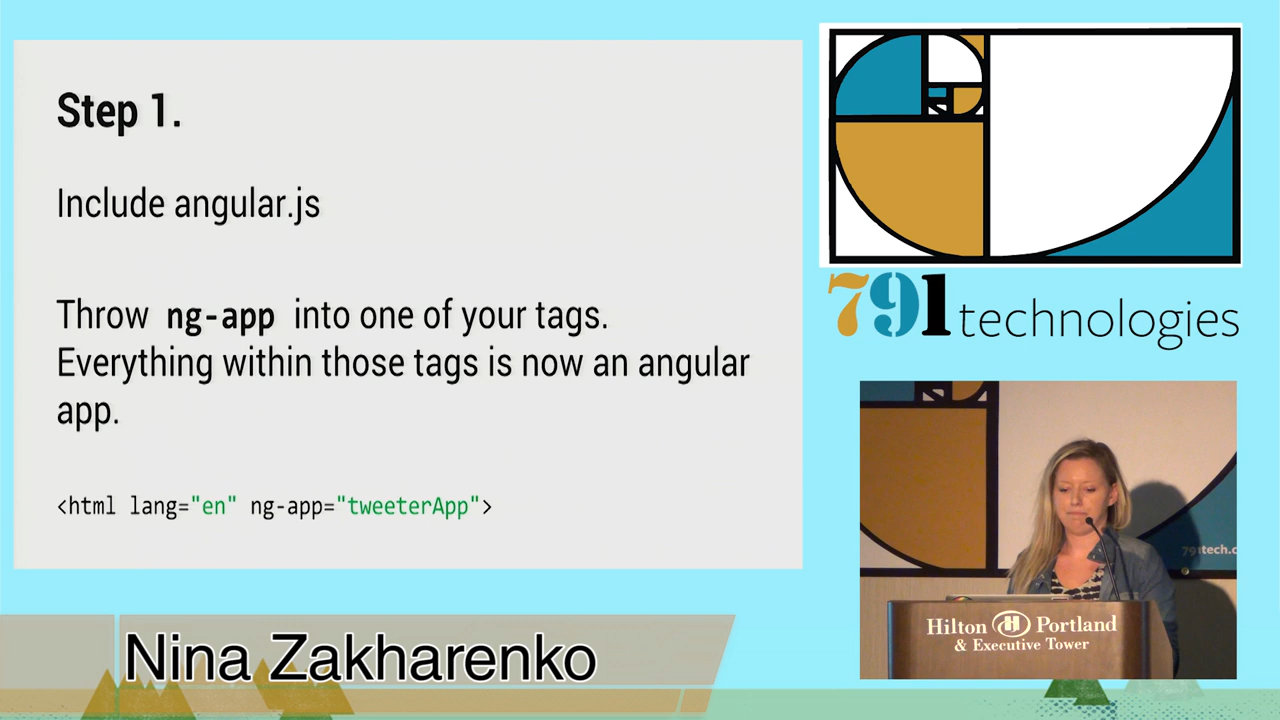 Step 1.
Include angular.js
Throw ng-app into one of your tags.
Everything within those tags is now an angular
app.
<html lang="en" ng-app="tweeterApp">
791 technologies
Hilton Portland
& Executive Tower
Nina Zakharenko